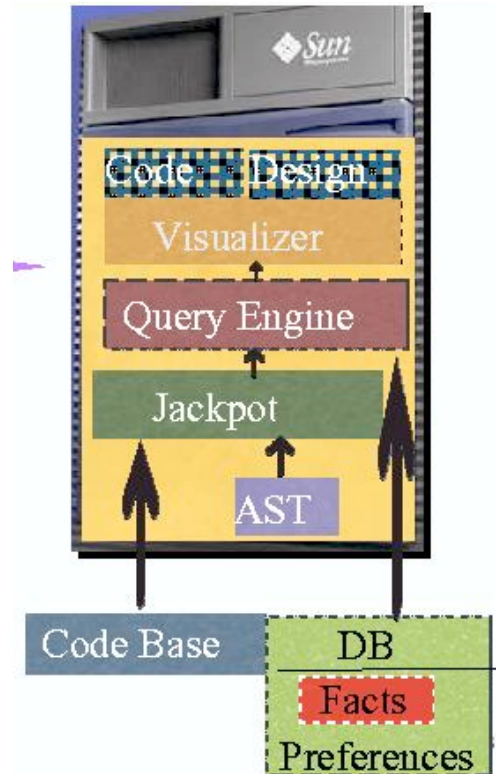 Sun
Code Design
Visualizer
Query Engine
Jackpot
AST
Code Base
DB
Facts
Preferences